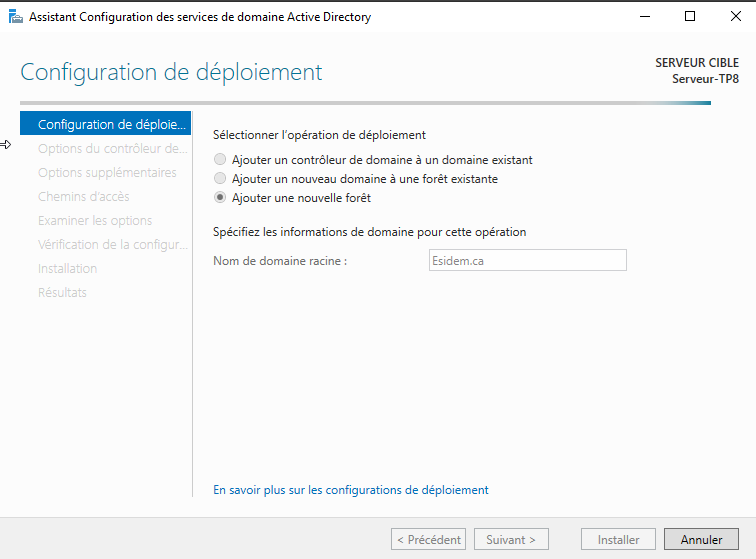 Assistant Configuration des services de domaine Active Directory
Configuration de déploiement
SERVEUR CIBLE
Serveur-TP8
Configuration de déploie...
Options du contrôleur de...
Options supplémentaires
Chemins d'accès
Examiner les options
Vérification de la configur...
Installation
Résultats
Sélectionner l'opération de déploiement
Ajouter un contrôleur de domaine à un domaine existant
Ajouter un nouveau domaine à une forêt existante
Ajouter une nouvelle forêt
Spécifiez les informations de domaine pour cette opération
Nom de domaine racine : Esidem.ca
En savoir plus sur les configurations de déploiement
< Précédent Suivant > Installer Annuler